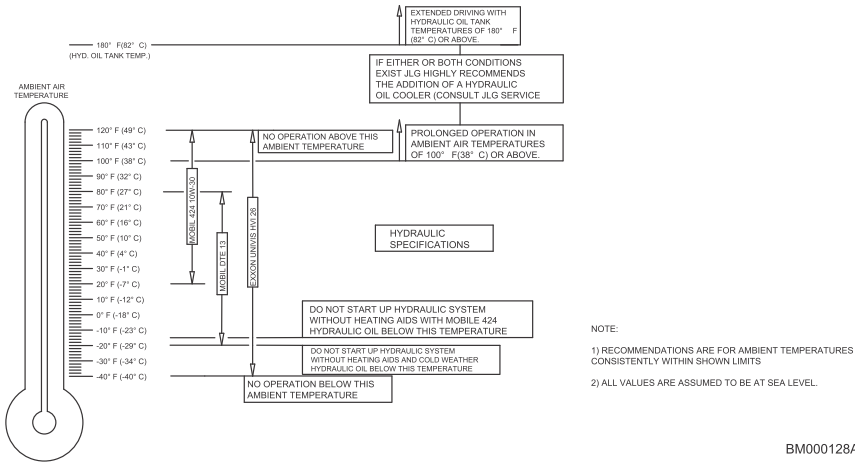 EXTENDED DRIVING WITH
HYDRAULIC OIL TANK
TEMPERATURES OF 180° F
(82° C) OR ABOVE.
180° F(82° C)
(HYD. OIL TANK TEMP.)
IF EITHER OR BOTH CONDITIONS
EXIST JLG HIGHLY RECOMMENDS
THE ADDITION OF A HYDRAULIC
OIL COOLER (CONSULT JLG SERVICE
AMBIENT AIR
TEMPERATURE
120° F (49° C)
110° F (43° C)
100° F (38° C)
90° F (32° C)
80° F (27° C)
70° F (21° C)
60° F (16° C)
50° F (10° C)
40° F (4° C)
30° F (-1° C)
20° F (-7° C)
10° F (-12° C)
0° F (-18° C)
-10° F (-23° C)
-20° F (-29° C)
-30° F (-34° C)
-40° F (-40° C)
NO OPERATION ABOVE THIS
AMBIENT TEMPERATURE
PROLONGED OPERATION IN
AMBIENT AIR TEMPERATURES
OF 100° F(38° C) OR ABOVE.
MOBIL 424 10W-30
MOBIL DTE 13
EXXON UNIVIS HVI 26
HYDRAULIC
SPECIFICATIONS
DO NOT START UP HYDRAULIC SYSTEM
WITHOUT HEATING AIDS WITH MOBILE 424
HYDRAULIC OIL BELOW THIS TEMPERATURE
DO NOT START UP HYDRAULIC SYSTEM
WITHOUT HEATING AIDS AND COLD WEATHER
HYDRAULIC OIL BELOW THIS TEMPERATURE
NO OPERATION BELOW THIS
AMBIENT TEMPERATURE
NOTE:
1) RECOMMENDATIONS ARE FOR AMBIENT TEMPERATURES
CONSISTENTLY WITHIN SHOWN LIMITS
2) ALL VALUES ARE ASSUMED TO BE AT SEA LEVEL.
BM000128A